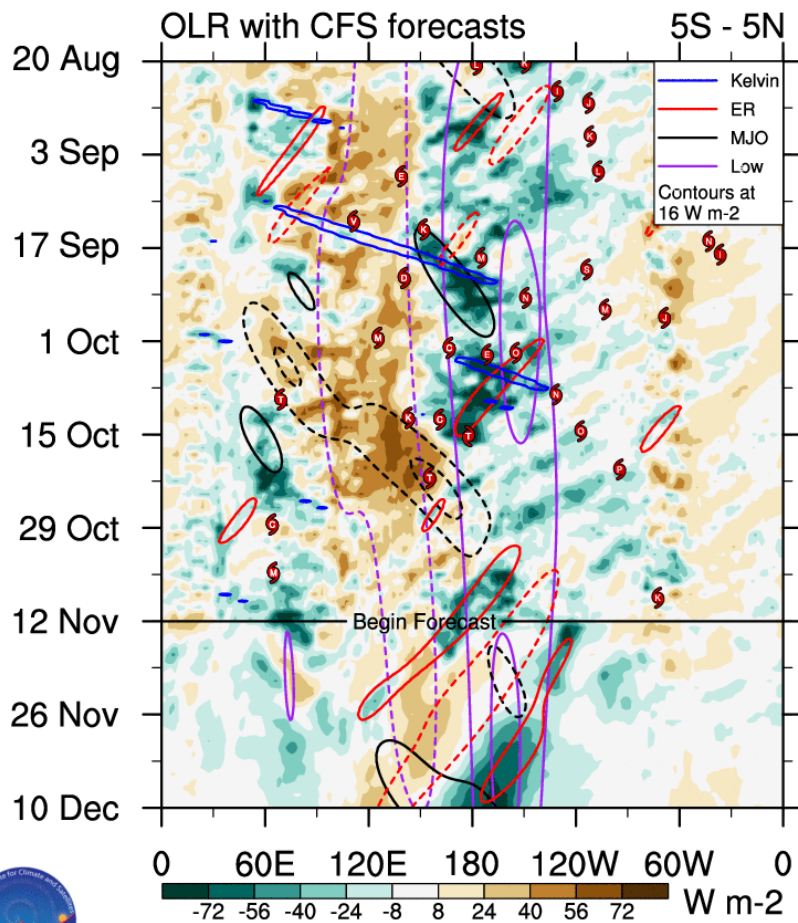 OLR with CFS forecasts 5S - 5N
20 Aug
3 Sep
17 Sep
1 Oct
15 Oct
29 Oct
12 Nov
26 Nov
10 Dec
Kelvin
ER
MJO
Low
Contours at
16 W m-2
L
I
J
K
L
E
V
K
N
I
D
M
S
N
M
J
M
C
E
O
T
N
K
C
T
T
P
T
C
M
K
Begin Forecast
0 60E 120E 180 120W 60W 0
-72 -56 -40 -24 -8 8 24 40 56 72 W m-2